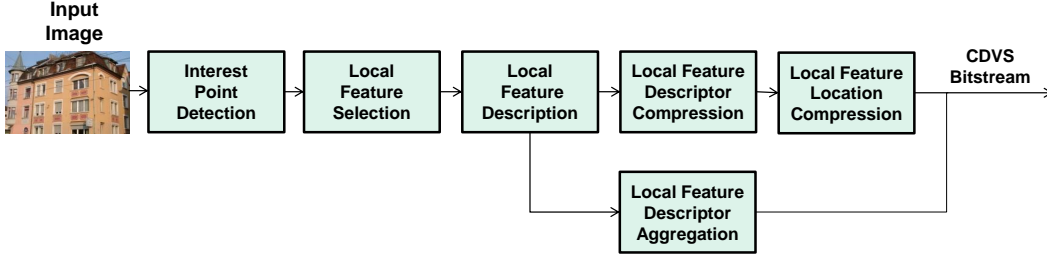 Input
Image
Interest
Point
Detection
Local
Feature
Selection
Local
Feature
Description
Local Feature
Descriptor
Compression
Local Feature
Location
Compression
CDVS
Bitstream
Local Feature
Descriptor
Aggregation